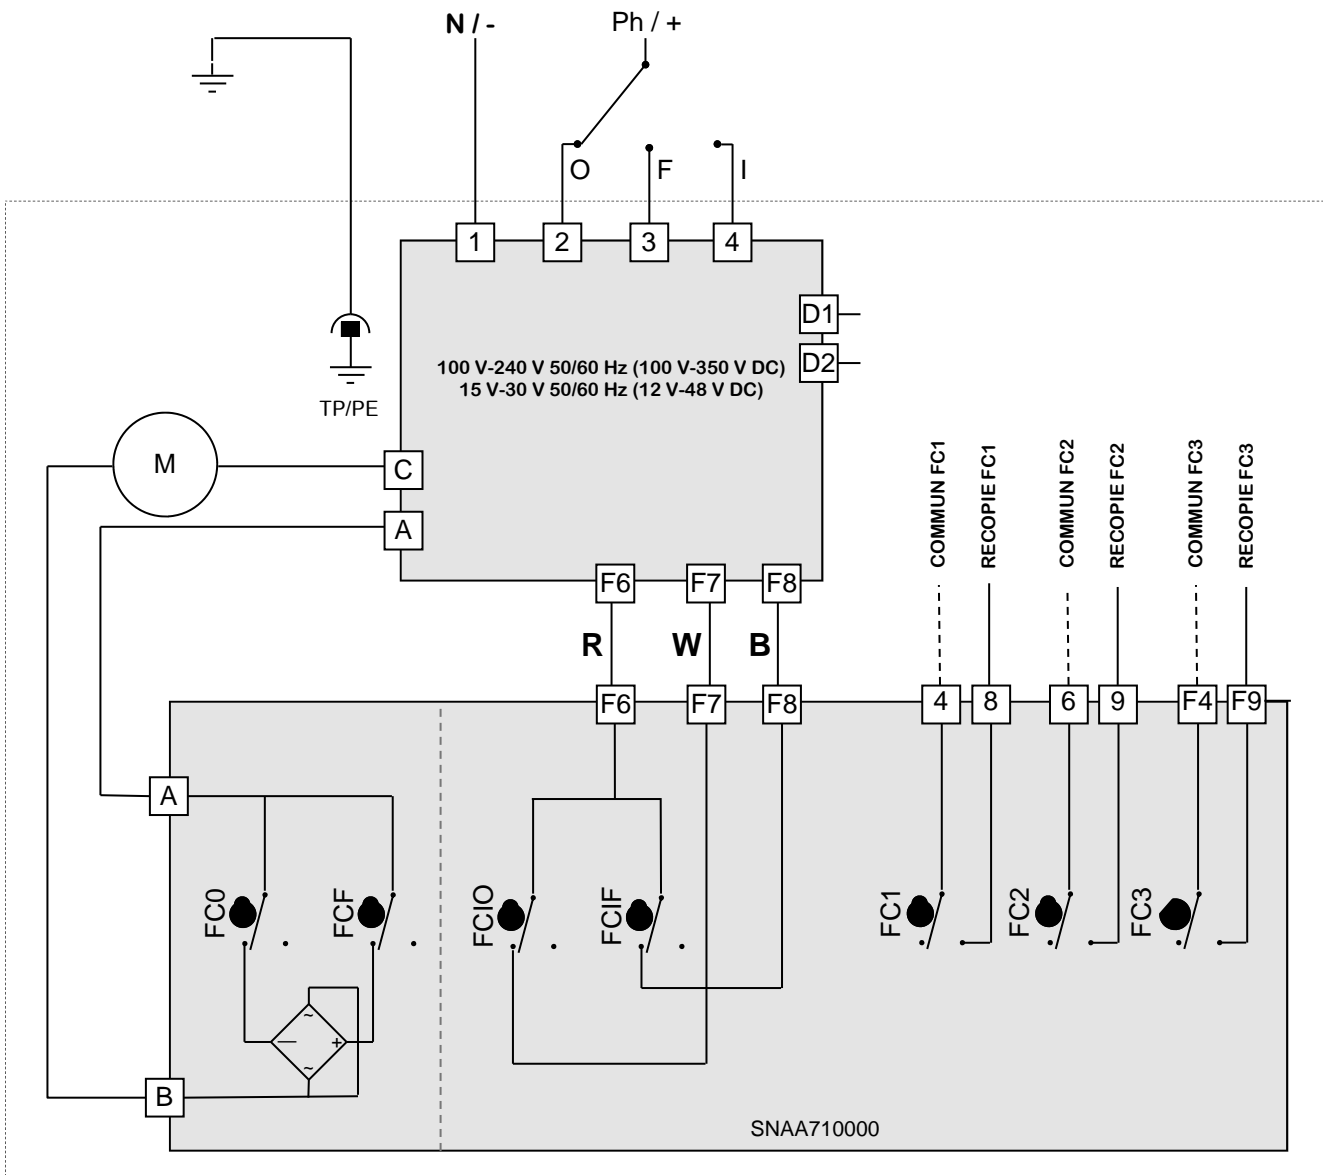 N / -
Ph / +
O
F
I
1
2
3
4
D1
D2
100 V-240 V 50/60 Hz (100 V-350 V DC)
15 V-30 V 50/60 Hz (12 V-48 V DC)
TP/PE
M
C
A
F6
F7
F8
R
W
B
COMMUN FC1
RECOPIE FC1
COMMUN FC2
RECOPIE FC2
COMMUN FC3
RECOPIE FC3
F6
F7
F8
4
8
6
9
F4
F9
A
FC0
FCF
FCIO
FCIF
FC1
FC2
FC3
~
— +
~
B
SNAA710000